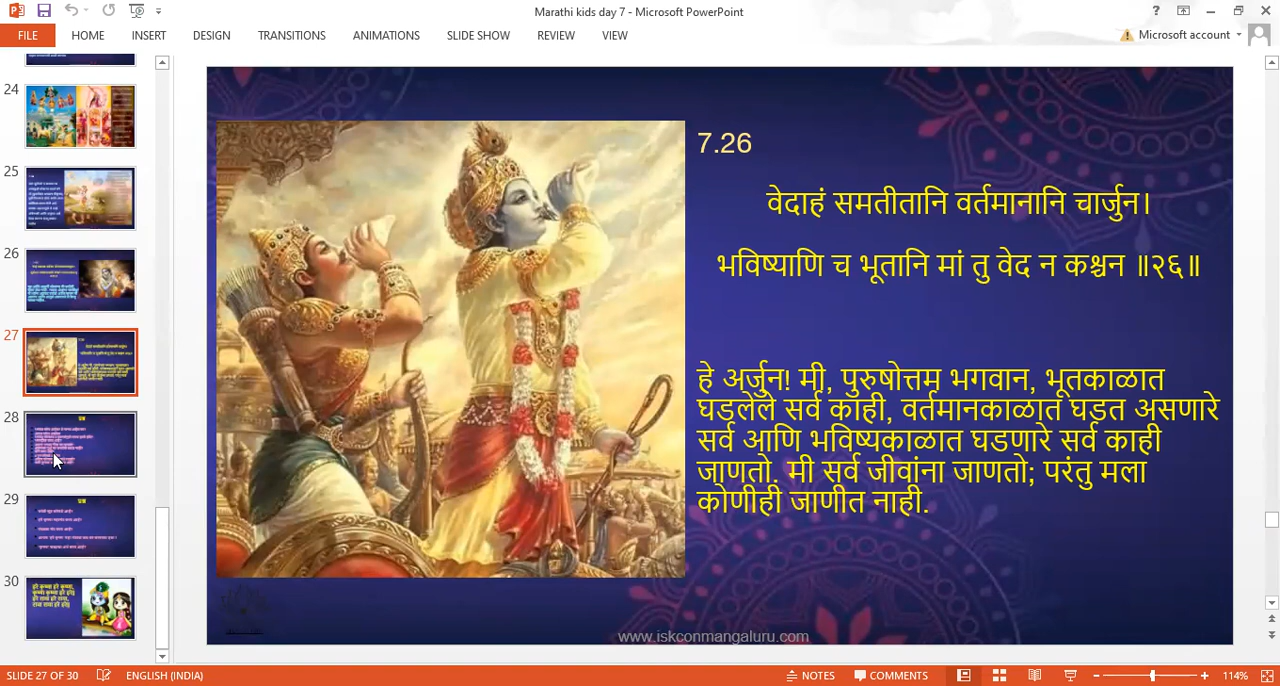 Marathi kids day 7 - Microsoft PowerPoint
FILE HOME INSERT DESIGN TRANSITIONS ANIMATIONS SLIDE SHOW REVIEW VIEW
Microsoft account
24
25
26
27
28
29
30
7.26
वेदाहं समतीतानि वर्तमानानि चार्जुन।
भविष्याणि च भूतानि मां तु वेद न कश्चन ॥२६॥
हे अर्जुन! मी, पुरुषोत्तम भगवान, भूतकाळात
घडलेले सर्व काही, वर्तमानकाळात घडत असणारे
सर्व आणि भविष्यकाळात घडणारे सर्व काही
जाणतो. मी सर्व जीवांना जाणतो; परंतु मला
कोणीही जाणीत नाही.
www.iskconmangaluru.com
SLIDE 27 OF 30 ENGLISH (INDIA) NOTES COMMENTS 114%